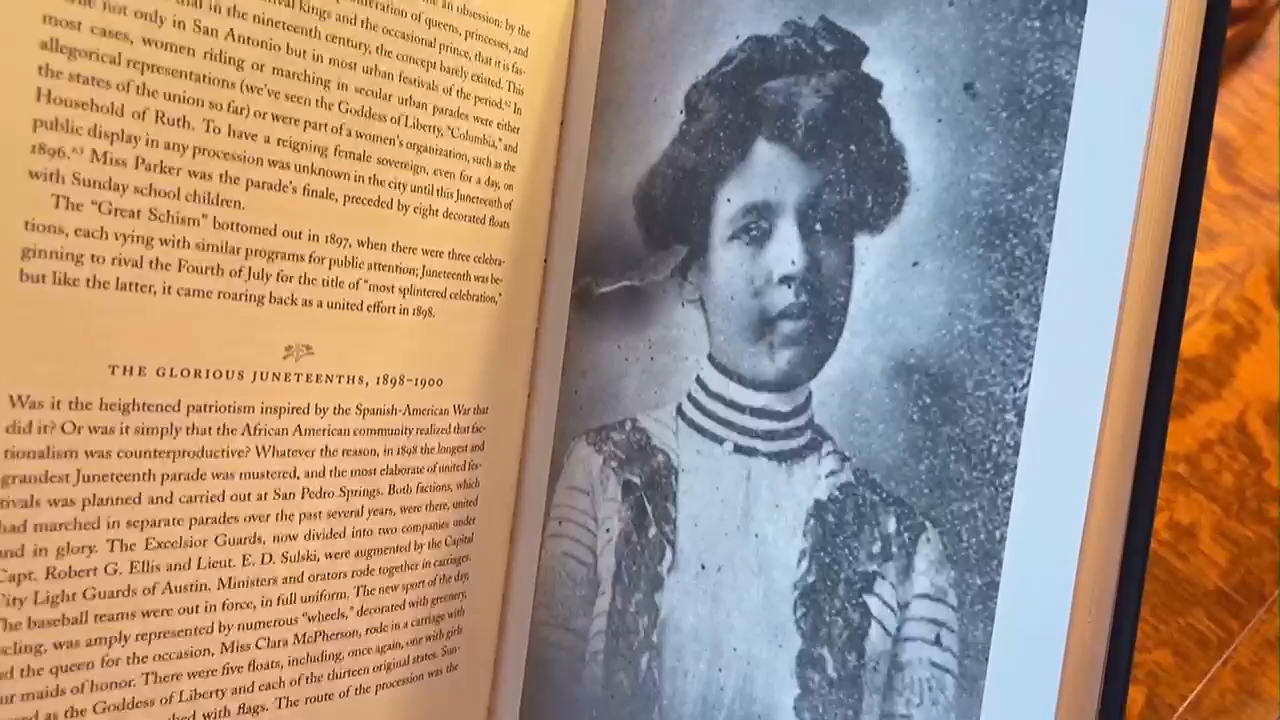 an obsession: by the
kings and the occasional prince, that it is fas-
in the nineteenth century, the concept barely existed. This
not only in San Antonio but in most urban festivals of the period.⁶² In
most cases, women riding or marching in secular urban parades were either
allegorical representations (we've seen the Goddess of Liberty, "Columbia," and
the states of the union so far) or were part of a women's organization, such as the
Household of Ruth. To have a reigning female sovereign, even for a day, on
public display in any procession was unknown in the city until this Juneteenth of
1896.⁶³ Miss Parker was the parade's finale, preceded by eight decorated floats
with Sunday school children.
The "Great Schism" bottomed out in 1897, when there were three celebra-
tions, each vying with similar programs for public attention; Juneteenth was be-
ginning to rival the Fourth of July for the title of "most splintered celebration,"
but like the latter, it came roaring back as a united effort in 1898.
THE GLORIOUS JUNETEENTHS, 1898–1900
Was it the heightened patriotism inspired by the Spanish-American War that
did it? Or was it simply that the African American community realized that fac-
tionalism was counterproductive? Whatever the reason, in 1898 the longest and
grandest Juneteenth parade was mustered, and the most elaborate of united fes-
tivals was planned and carried out at San Pedro Springs. Both factions, which
had marched in separate parades over the past several years, were there, united
and in glory. The Excelsior Guards, now divided into two companies under
Capt. Robert G. Ellis and Lieut. E. D. Sulski, were augmented by the Capital
City Light Guards of Austin. Ministers and orators rode together in carriages.
The baseball teams were out in force, in full uniform. The new sport of the day,
cycling, was amply represented by numerous "wheels," decorated with greenery,
and the queen for the occasion, Miss Clara McPherson, rode in a carriage with
maids of honor. There were five floats, including, once again, one with girls
as the Goddess of Liberty and each of the thirteen original states. Sun-
with flags. The route of the procession was the